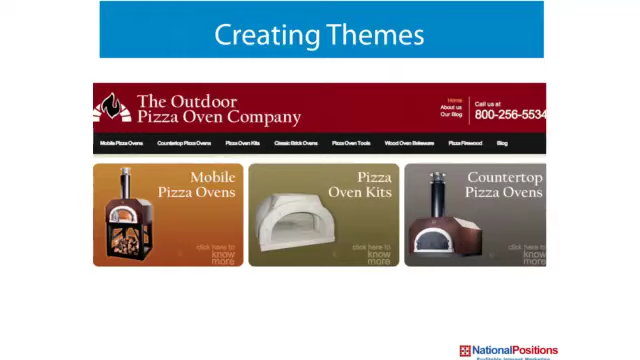 Creating Themes
The Outdoor
Pizza Oven Company
Home
About us
Our Blog
Call us at
800-256-5534
Mobile Pizza Ovens
Countertop Pizza Ovens
Pizza Oven Kits
Classic Brick Ovens
Pizza Oven Tools
Wood Oven Bakeware
Pizza Firewood
Blog
Mobile
Pizza Ovens
click here to
know
more
Pizza
Oven Kits
click here to
know
more
Countertop
Pizza Ovens
click here to
know
more
NationalPositions
Profitable Internet Marketing